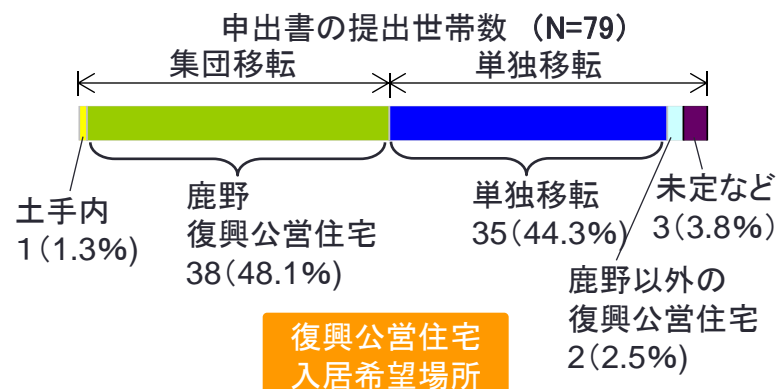 申出書の提出世帯数 （N=79）
集団移転
単独移転
土手内
1（1.3%）
鹿野
復興公営住宅
38（48.1%）
単独移転
35（44.3%）
未定など
3（3.8%）
鹿野以外の
復興公営住宅
2（2.5%）
復興公営住宅
入居希望場所